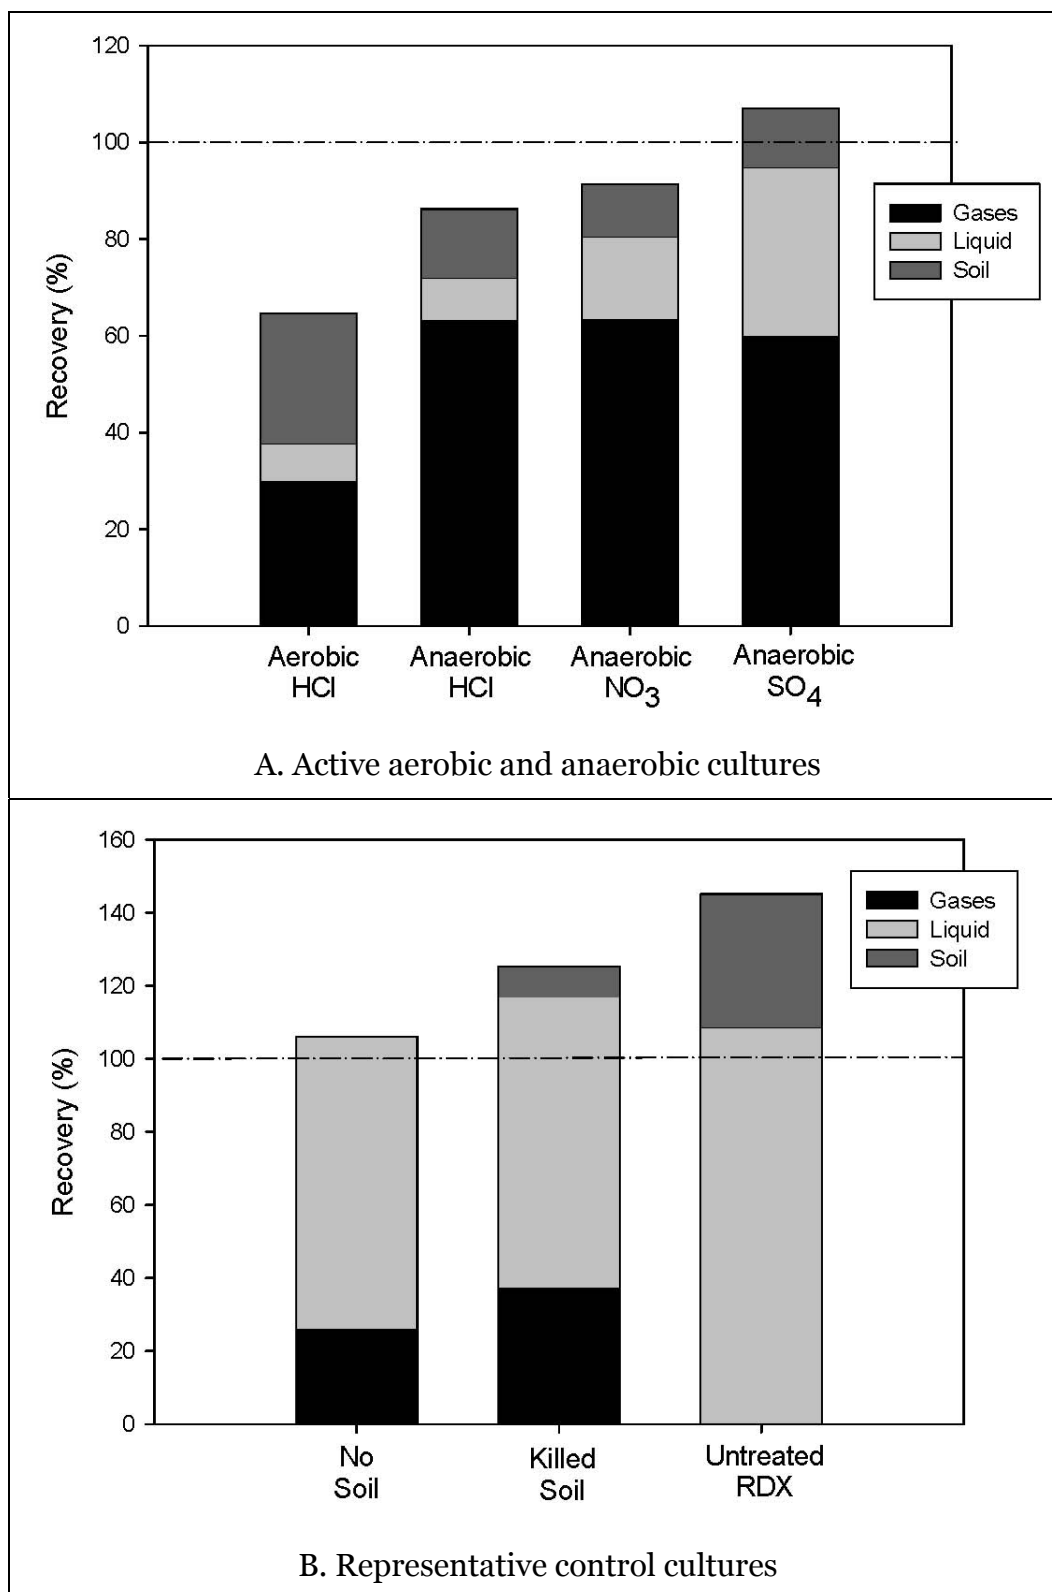 120
100
80
60
40
20
0
Recovery (%)
Gases
Liquid
Soil
Aerobic
HCl
Anaerobic
HCl
Anaerobic
NO3
Anaerobic
SO4
A. Active aerobic and anaerobic cultures
160
140
120
100
80
60
40
20
0
Recovery (%)
Gases
Liquid
Soil
No
Soil
Killed
Soil
Untreated
RDX
B. Representative control cultures